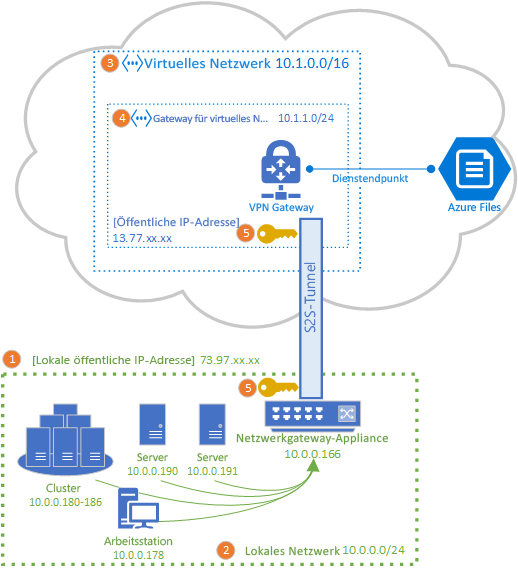 3 Virtuelles Netzwerk 10.1.0.0/16
4 Gateway für virtuelles N... 10.1.1.0/24
Dienstendpunkt
VPN Gateway
Azure Files
[Öffentliche IP-Adresse]
13.77.xx.xx
5
S2S-Tunnel
1 [Lokale öffentliche IP-Adresse] 73.97.xx.xx
5
Netzwerkgateway-Appliance
10.0.0.166
Server
10.0.0.190
Server
10.0.0.191
Cluster
10.0.0.180-186
Arbeitsstation
10.0.0.178
2 Lokales Netzwerk 10.0.0.0/24